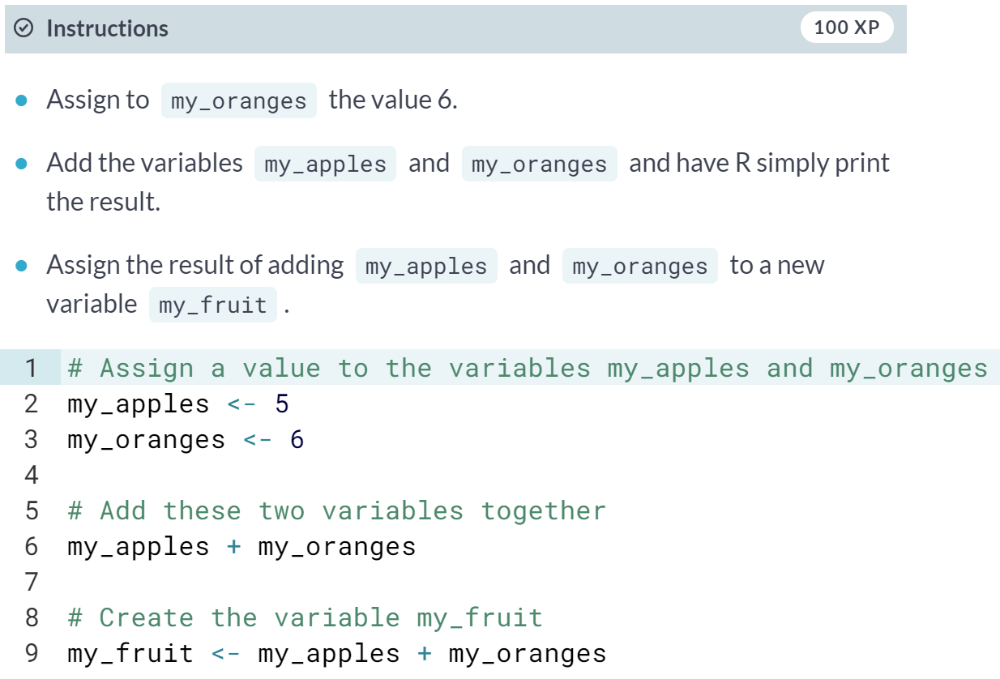 Instructions
100 XP
Assign to my_oranges the value 6.
Add the variables my_apples and my_oranges and have R simply print
the result.
Assign the result of adding my_apples and my_oranges to a new
variable my_fruit .
1 # Assign a value to the variables my_apples and my_oranges
2 my_apples <- 5
3 my_oranges <- 6
4
5 # Add these two variables together
6 my_apples + my_oranges
7
8 # Create the variable my_fruit
9 my_fruit <- my_apples + my_oranges